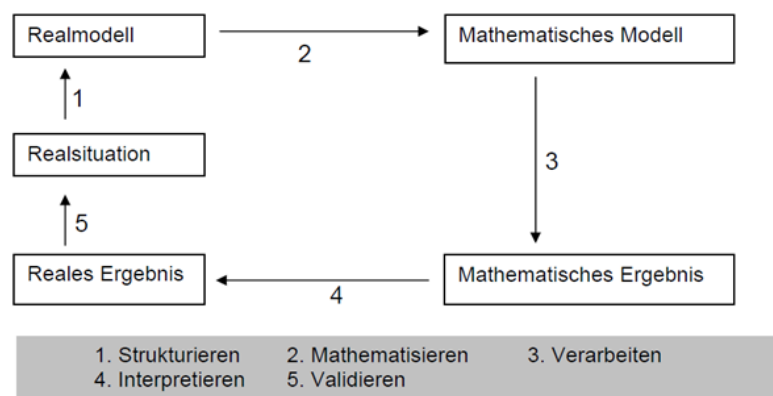 Realmodell
2
Mathematisches Modell
1
Realsituation
3
5
Reales Ergebnis
4
Mathematisches Ergebnis
1. Strukturieren 2. Mathematisieren 3. Verarbeiten
4. Interpretieren 5. Validieren